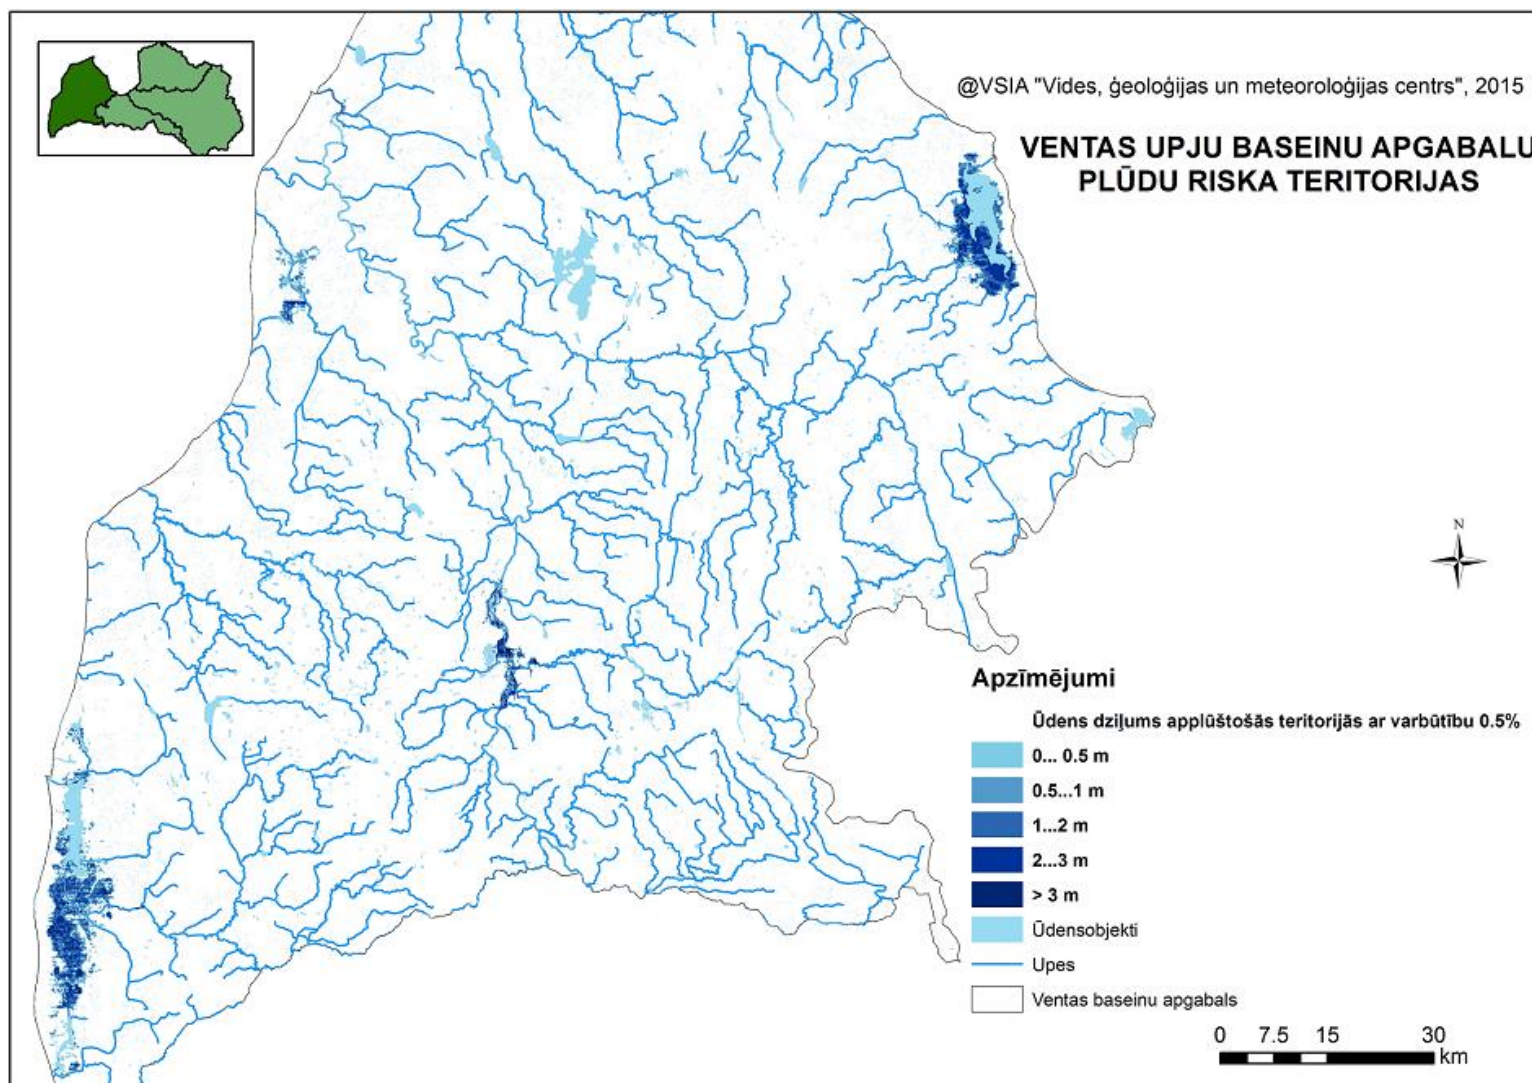 @VSIA "Vides, ģeoloģijas un meteoroloģijas centrs", 2015
VENTAS UPJU BASEINU APGABALU
PLŪDU RISKA TERITORIJAS
N
Apzīmējumi
Ūdens dziļums applūstošās teritorijās ar varbūtību 0.5%
0... 0.5 m
0.5...1 m
1...2 m
2...3 m
> 3 m
Ūdensobjekti
Upes
Ventas baseinu apgabals
0 7.5 15 30
km